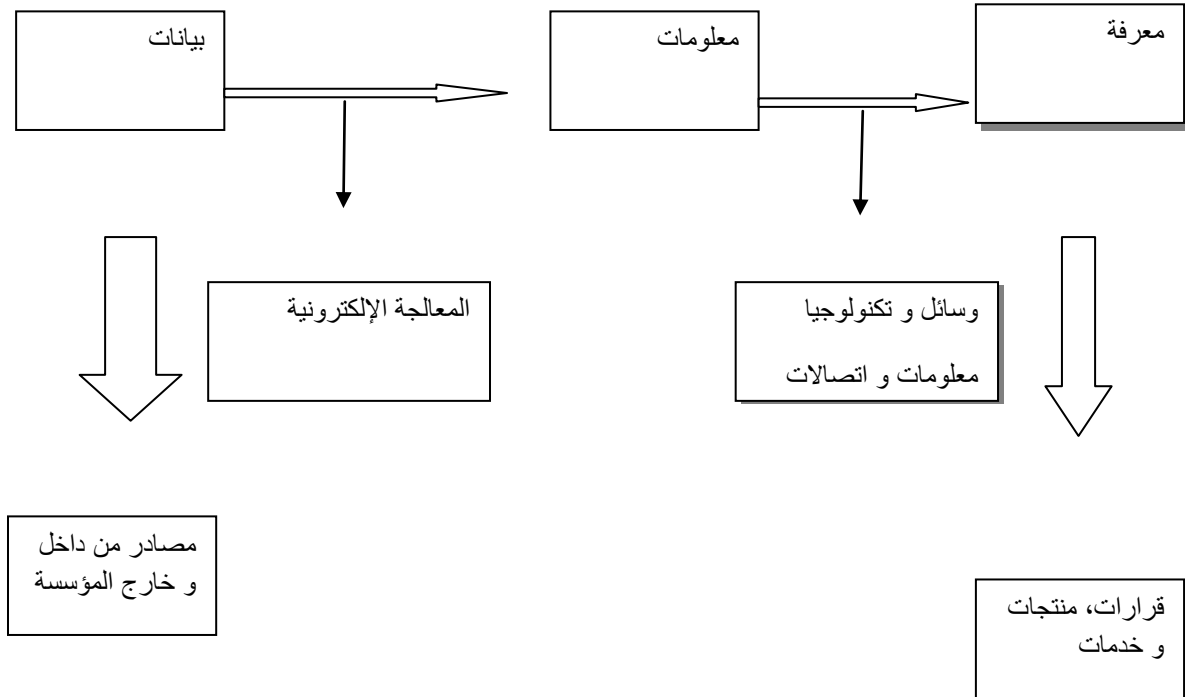 بيانات
معلومات
معرفة
المعالجة الإلكترونية
وسائل و تكنولوجيا
معلومات و اتصالات
مصادر من داخل
و خارج المؤسسة
قرارات، منتجات
و خدمات